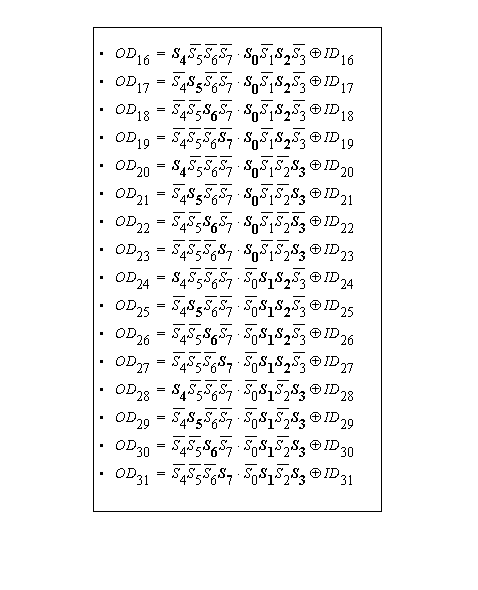 • OD₁₆ = S₄S̅₅S̅₆S̅₇ · S₀S̅₁S₂S̅₃ ⊕ ID₁₆
• OD₁₇ = S̅₄S₅S̅₆S̅₇ · S₀S̅₁S₂S̅₃ ⊕ ID₁₇
• OD₁₈ = S̅₄S̅₅S₆S̅₇ · S₀S̅₁S₂S̅₃ ⊕ ID₁₈
• OD₁₉ = S̅₄S̅₅S̅₆S₇ · S₀S̅₁S₂S̅₃ ⊕ ID₁₉
• OD₂₀ = S₄S̅₅S̅₆S̅₇ · S₀S̅₁S̅₂S₃ ⊕ ID₂₀
• OD₂₁ = S̅₄S₅S̅₆S̅₇ · S₀S̅₁S̅₂S₃ ⊕ ID₂₁
• OD₂₂ = S̅₄S̅₅S₆S̅₇ · S₀S̅₁S̅₂S₃ ⊕ ID₂₂
• OD₂₃ = S̅₄S̅₅S̅₆S₇ · S₀S̅₁S̅₂S₃ ⊕ ID₂₃
• OD₂₄ = S₄S̅₅S̅₆S̅₇ · S̅₀S₁S₂S̅₃ ⊕ ID₂₄
• OD₂₅ = S̅₄S₅S̅₆S̅₇ · S̅₀S₁S₂S̅₃ ⊕ ID₂₅
• OD₂₆ = S̅₄S̅₅S₆S̅₇ · S̅₀S₁S₂S̅₃ ⊕ ID₂₆
• OD₂₇ = S̅₄S̅₅S̅₆S₇ · S̅₀S₁S₂S̅₃ ⊕ ID₂₇
• OD₂₈ = S₄S̅₅S̅₆S̅₇ · S̅₀S₁S̅₂S₃ ⊕ ID₂₈
• OD₂₉ = S̅₄S₅S̅₆S̅₇ · S̅₀S₁S̅₂S₃ ⊕ ID₂₉
• OD₃₀ = S̅₄S̅₅S₆S̅₇ · S̅₀S₁S̅₂S₃ ⊕ ID₃₀
• OD₃₁ = S̅₄S̅₅S̅₆S₇ · S̅₀S₁S̅₂S₃ ⊕ ID₃₁